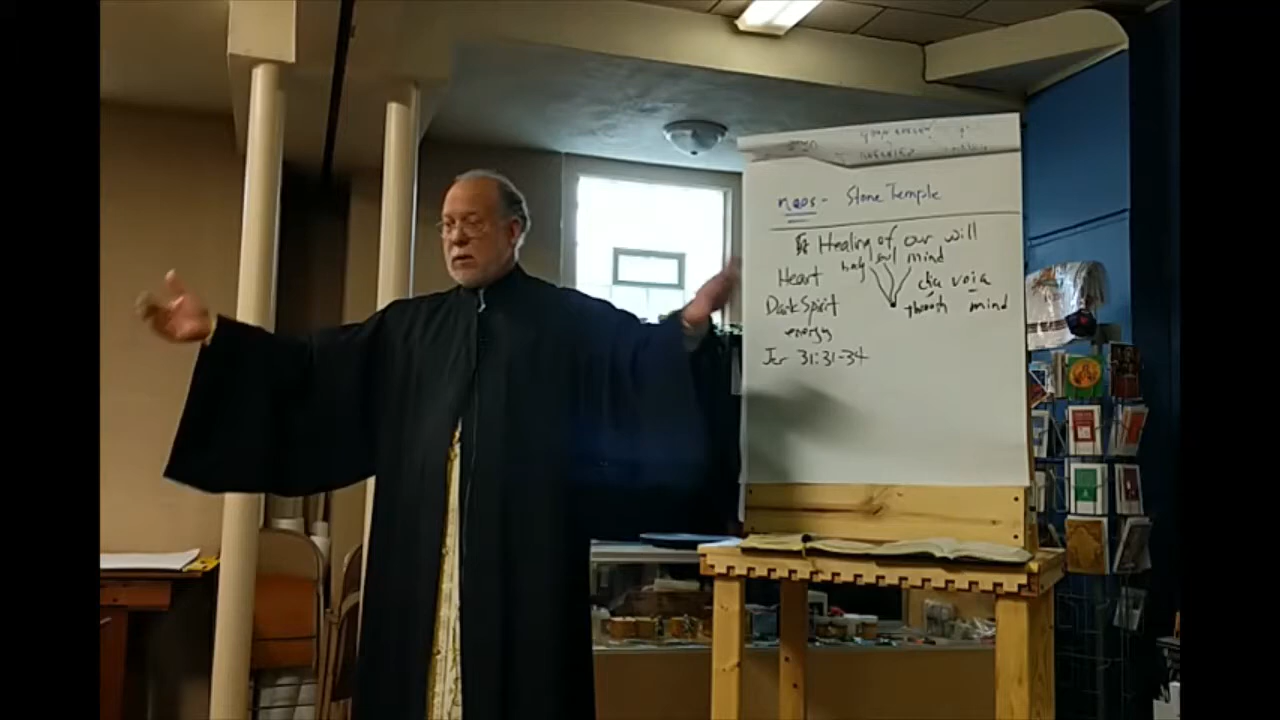 naos - Stone Temple
Healing of our will
body soul mind
Heart
dia voia
Dark Spirit
through mind
energy
Jer 31:31-34